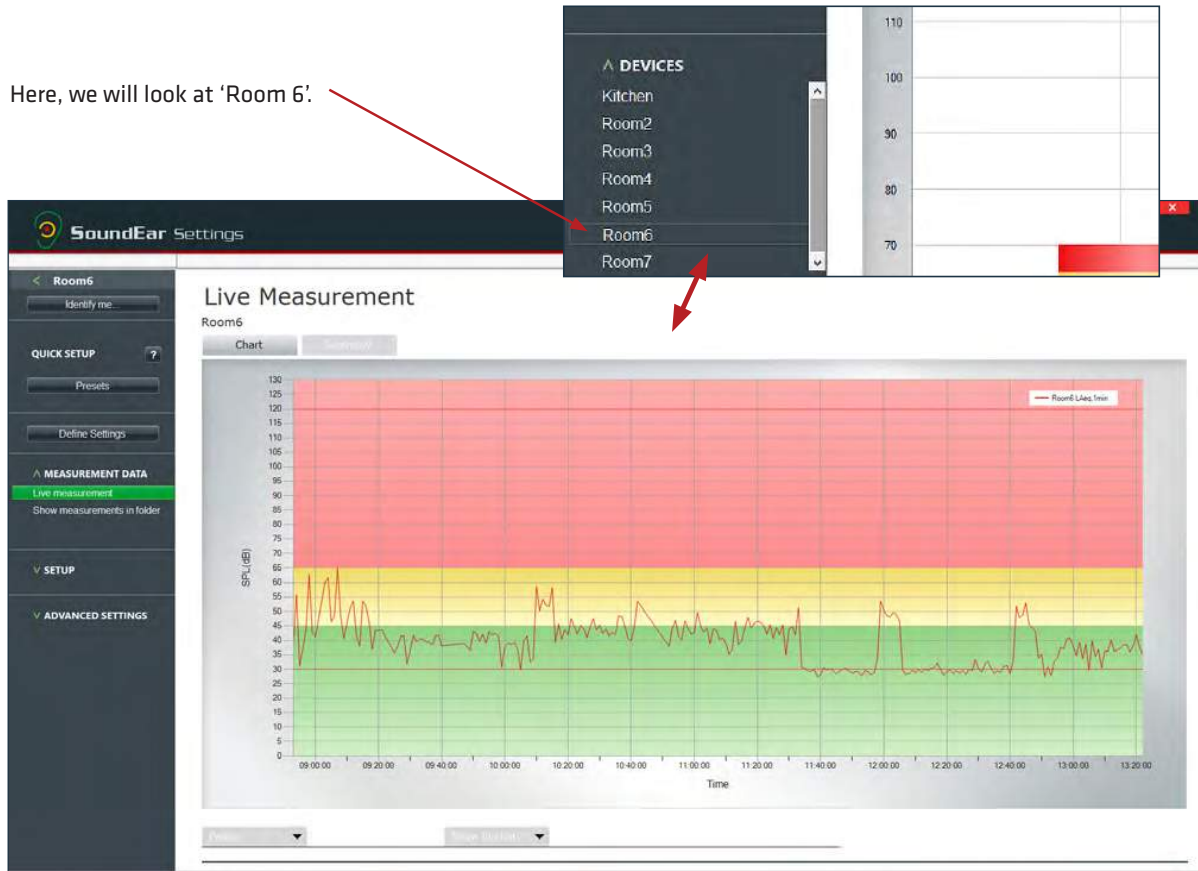 Here, we will look at ‘Room 6’.
∧ DEVICES
Kitchen
Room2
Room3
Room4
Room5
Room6
Room7
110
100
90
80
70
SoundEar Settings
X
< Room6
Identify me...
QUICK SETUP ?
Presets
Define Settings
∧ MEASUREMENT DATA
Live measurement
Show measurements in folder
∨ SETUP
∨ ADVANCED SETTINGS
Live Measurement
Room6
Chart Summary
Room6 LAeq,1min
SPL(dB)
130
125
120
115
110
105
100
95
90
85
80
75
70
65
60
55
50
45
40
35
30
25
20
15
10
5
0
09:00:00 09:20:00 09:40:00 10:00:00 10:20:00 10:40:00 11:00:00 11:20:00 11:40:00 12:00:00 12:20:00 12:40:00 13:00:00 13:20:00
Time